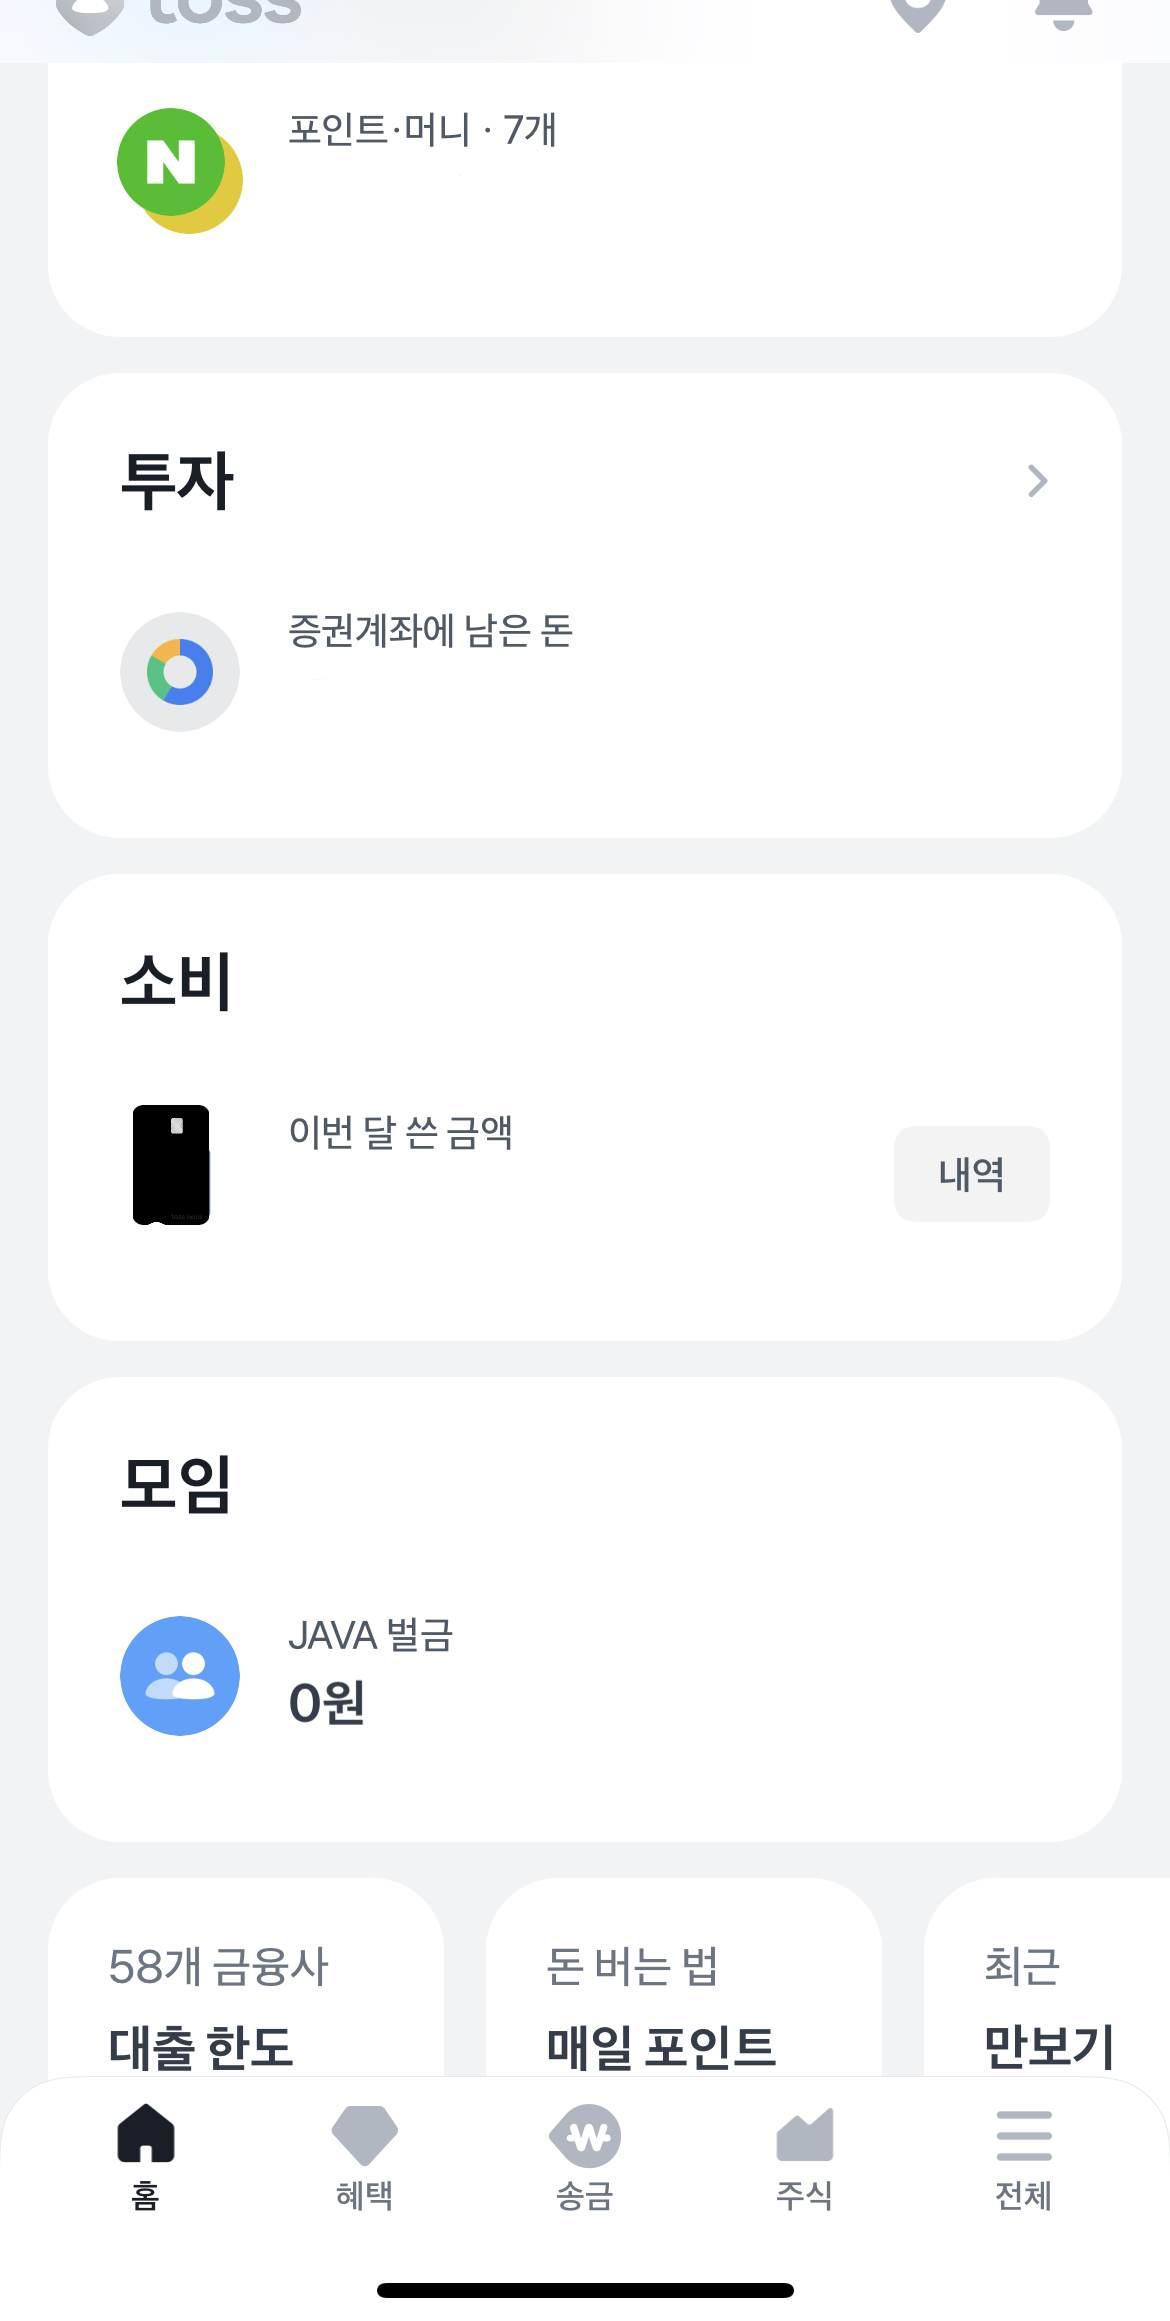 toss
N
포인트·머니 · 7개
투자
증권계좌에 남은 돈
소비
이번 달 쓴 금액
내역
모임
JAVA 벌금
0원
58개 금융사
대출 한도
돈 버는 법
매일 포인트
최근
만보기
홈
혜택
송금
주식
전체